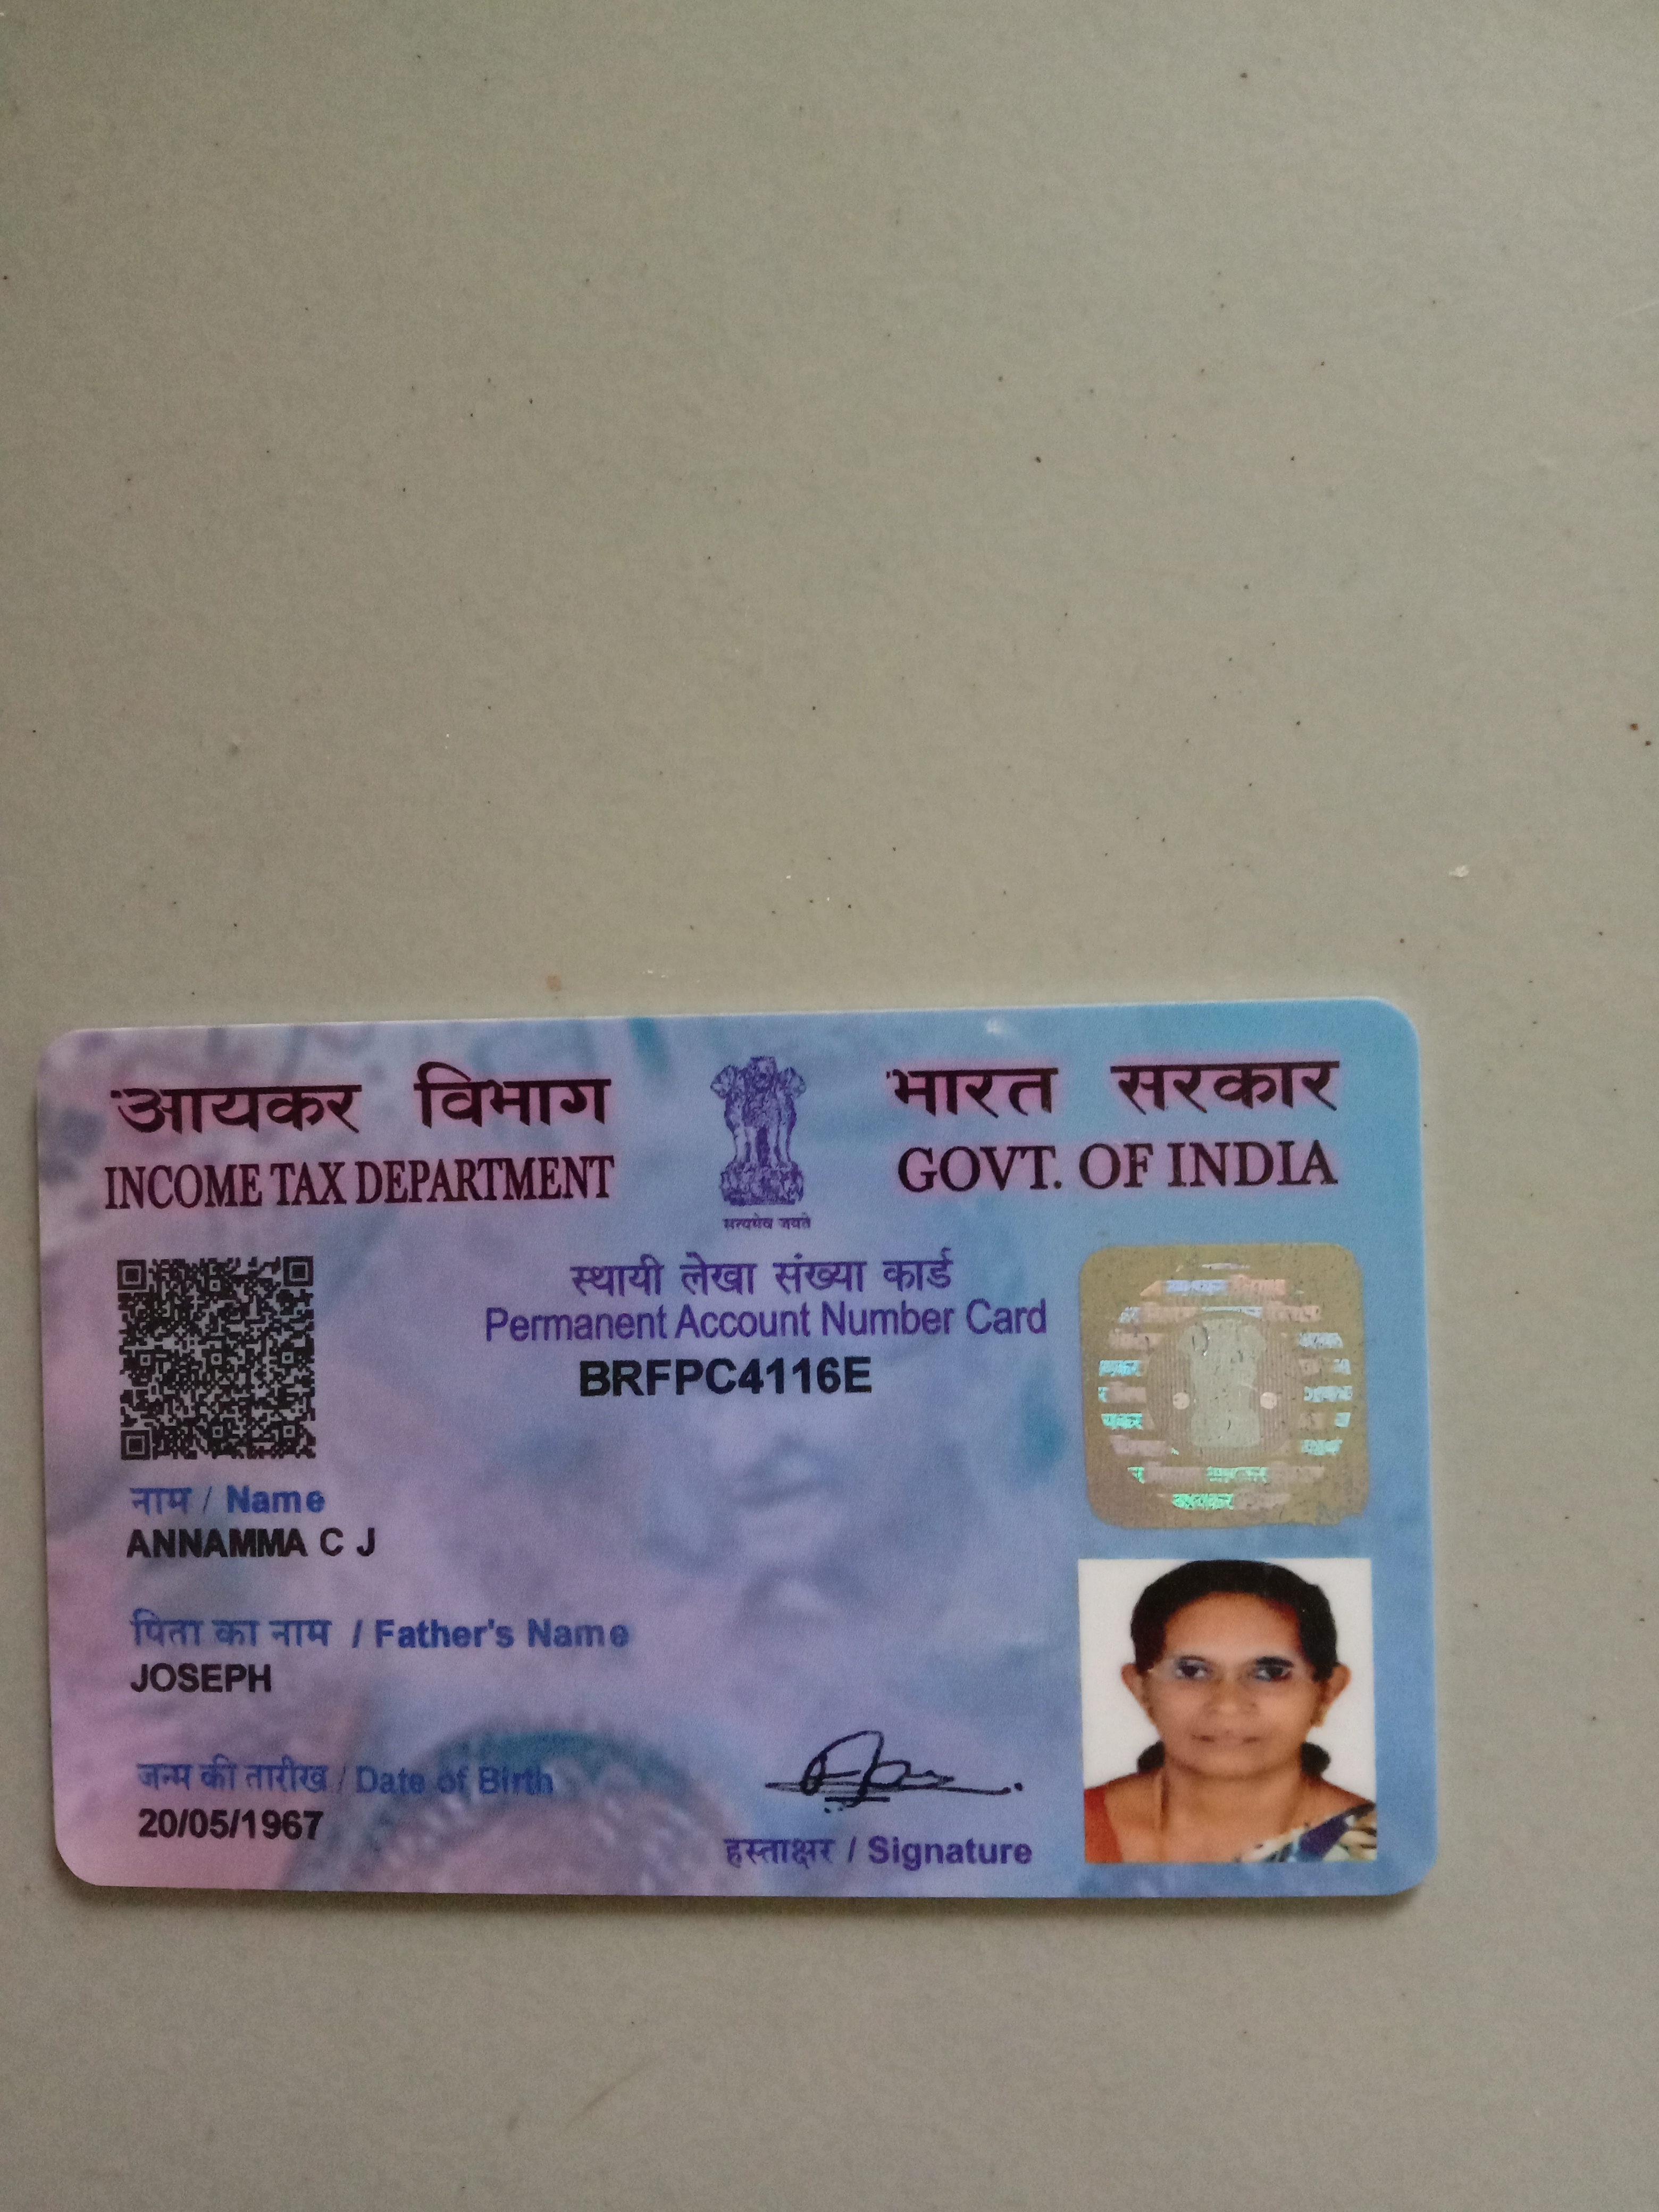 आयकर विभाग
INCOME TAX DEPARTMENT
सत्यमेव जयते
भारत सरकार
GOVT. OF INDIA
स्थायी लेखा संख्या कार्ड
Permanent Account Number Card
BRFPC4116E
नाम / Name
ANNAMMA C J
पिता का नाम / Father's Name
JOSEPH
जन्म की तारीख / Date of Birth
20/05/1967
हस्ताक्षर / Signature